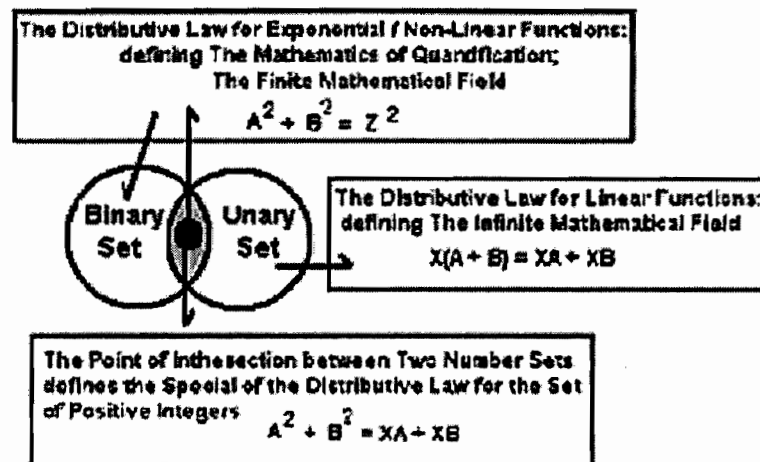 The Distributive Law for Exponential / Non-Linear Functions:
defining The Mathematics of Quandfication;
The Finite Mathematical Field
A² + B² = Z²
Binary
Set
Unary
Set
The Distributive Law for Linear Functions:
defining The Infinite Mathematical Field
X(A + B) = XA + XB
The Point of Inthesection between Two Number Sets
defines the Special of the Distributive Law for the Set
of Positive Integers
A² + B² = XA + XB